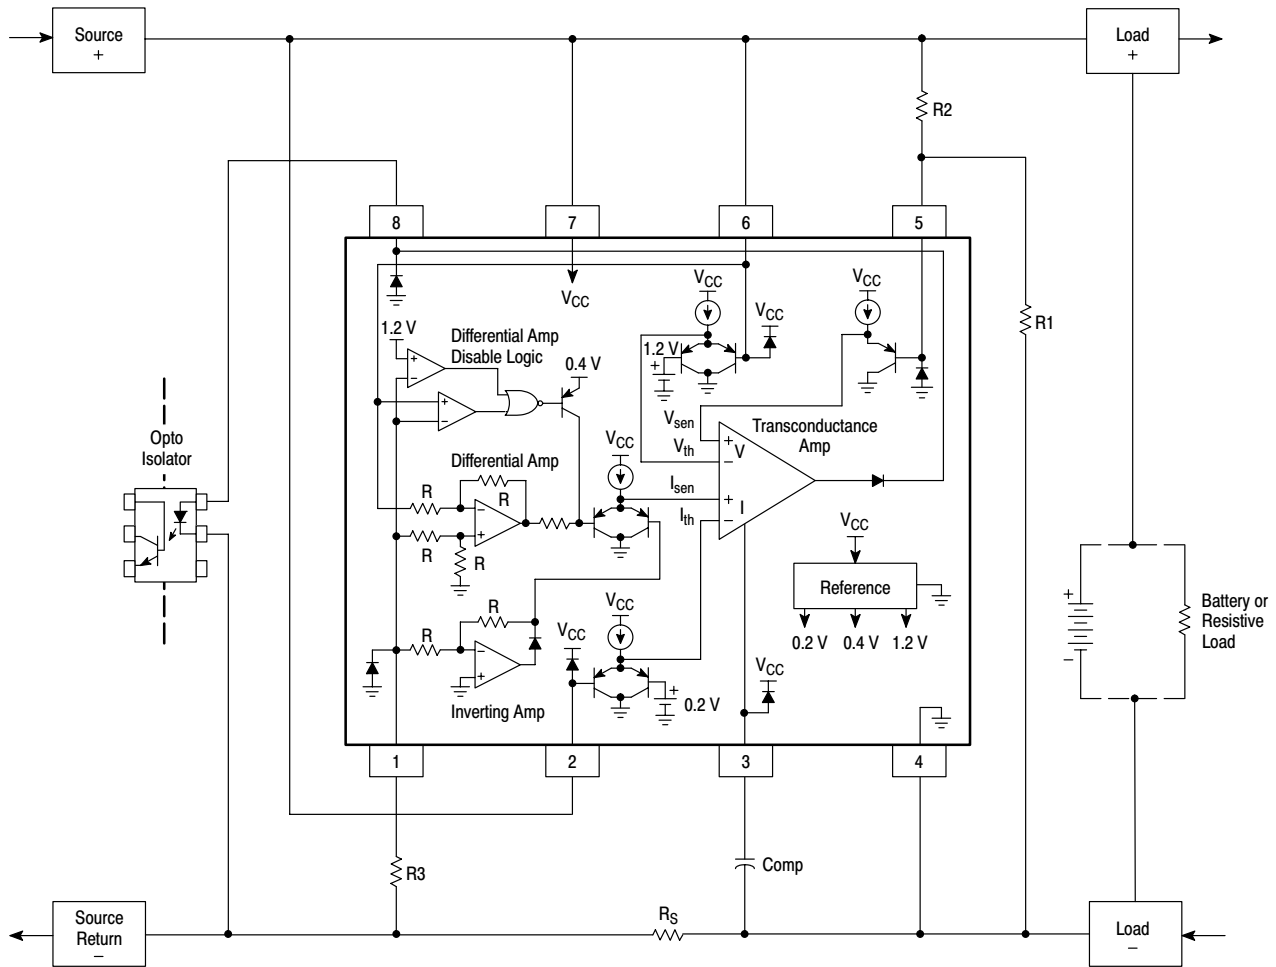 Source
+
Load
+
R2
8
7
6
5
VCC
VCC
VCC
VCC
R1
1.2 V
Differential Amp
Disable Logic
0.4 V
1.2 V
+
+
−
+
−
Vsen
Transconductance
Amp
Vth
VCC
+
V
−
Opto
Isolator
Differential Amp
Isen
Ith
+
I
−
R
R
−
+
R
R
VCC
Reference
0.2 V
0.4 V
1.2 V
+
−
Battery or
Resistive
Load
R
VCC
VCC
R
−
+
VCC
+
0.2 V
Inverting Amp
1
2
3
4
Comp
R3
RS
Source
Return
−
Load
−